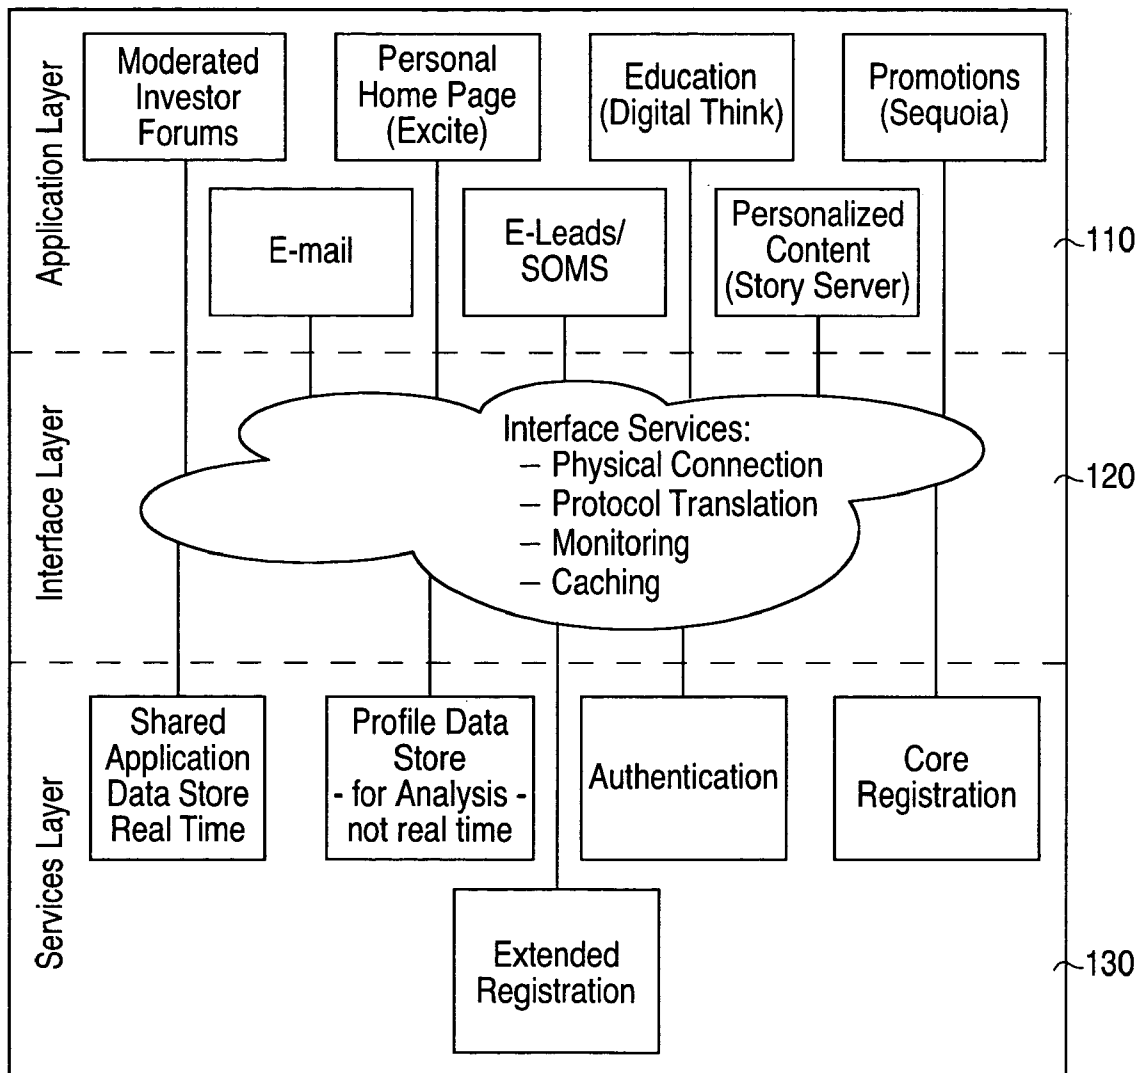 Application Layer
Moderated
Investor
Forums
Personal
Home Page
(Excite)
Education
(Digital Think)
Promotions
(Sequoia)
E-mail
E-Leads/
SOMS
Personalized
Content
(Story Server)
110
Interface Layer
Interface Services:
– Physical Connection
– Protocol Translation
– Monitoring
– Caching
120
Services Layer
Shared
Application
Data Store
Real Time
Profile Data
Store
- for Analysis -
not real time
Authentication
Core
Registration
Extended
Registration
130